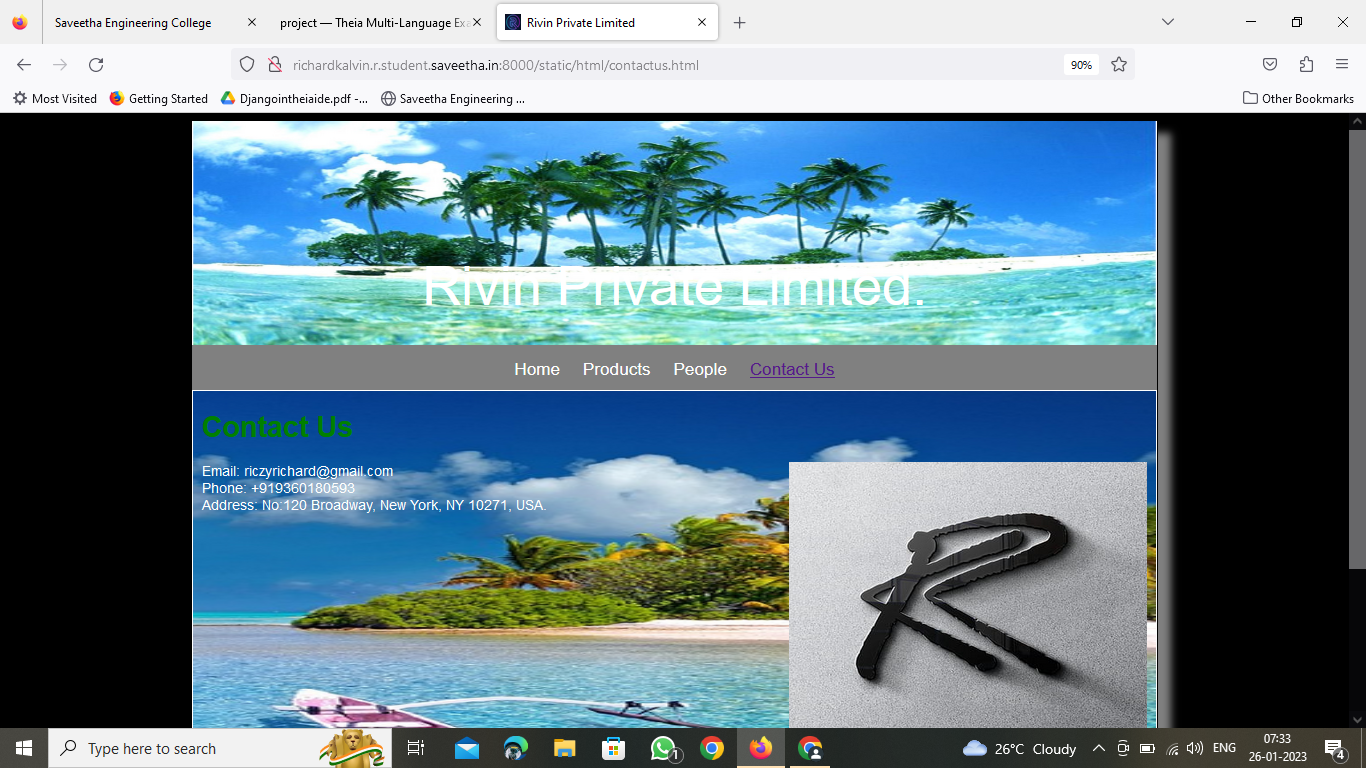 Saveetha Engineering College
project — Theia Multi-Language Exa
Rivin Private Limited
richardkalvin.r.student.saveetha.in:8000/static/html/contactus.html
90%
Most Visited
Getting Started
Djangointheiaide.pdf -...
Saveetha Engineering ...
Other Bookmarks
Rivin Private Limited.
Home Products People Contact Us
Contact Us
Email: riczyrichard@gmail.com
Phone: +919360180593
Address: No:120 Broadway, New York, NY 10271, USA.
R
Type here to search
1
26°C Cloudy
ENG
07:33
26-01-2023
4